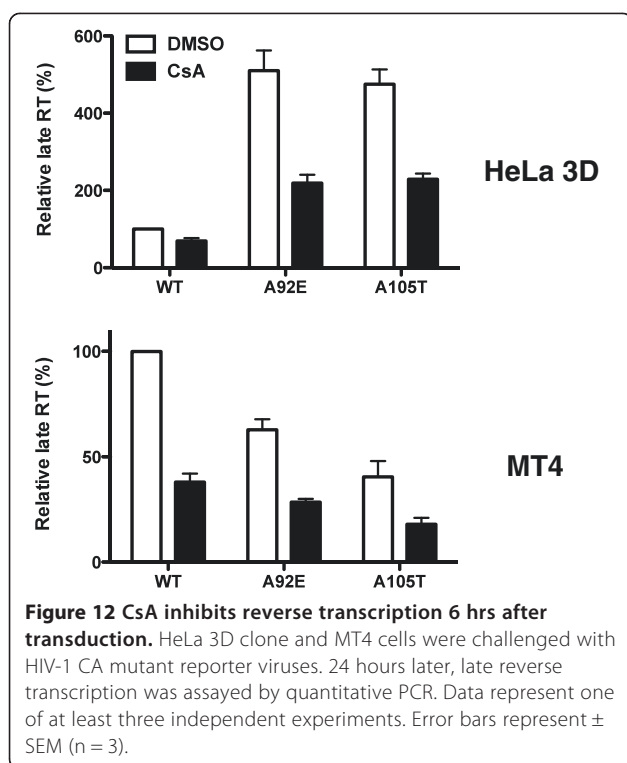 600
DMSO
CsA
400
200
0
Relative late RT (%)
HeLa 3D
WT A92E A105T
100
50
0
Relative late RT (%)
MT4
WT A92E A105T
Figure 12 CsA inhibits reverse transcription 6 hrs after
transduction. HeLa 3D clone and MT4 cells were challenged with
HIV-1 CA mutant reporter viruses. 24 hours later, late reverse
transcription was assayed by quantitative PCR. Data represent one
of at least three independent experiments. Error bars represent ±
SEM (n = 3).